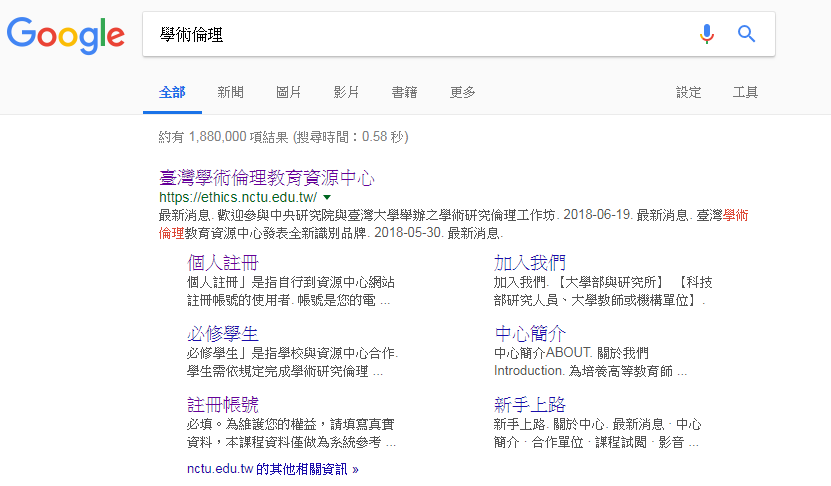 Google
學術倫理
全部 新聞 圖片 影片 書籍 更多 設定 工具
約有 1,880,000 項結果 (搜尋時間：0.58 秒)
臺灣學術倫理教育資源中心
https://ethics.nctu.edu.tw/
最新消息. 歡迎參與中央研究院與臺灣大學舉辦之學術研究倫理工作坊. 2018-06-19. 最新消息. 臺灣學術
倫理教育資源中心發表全新識別品牌. 2018-05-30. 最新消息.
個人註冊
個人註冊」是指自行到資源中心網站
註冊帳號的使用者. 帳號是您的電 ...
加入我們
加入我們. 【大學部與研究所】 【科技
部研究人員、大學教師或機構單位】.
必修學生
必修學生」是指學校與資源中心合作.
學生需依規定完成學術研究倫理 ...
中心簡介
中心簡介ABOUT. 關於我們
Introduction. 為培養高等教育師 ...
註冊帳號
必填。為維護您的權益，請填寫真實
資料，本課程資料僅做為系統參考 ...
新手上路
新手上路. 關於中心. 最新消息 · 中心
簡介 · 合作單位 · 課程試閱 · 影音 ...
nctu.edu.tw 的其他相關資訊 »